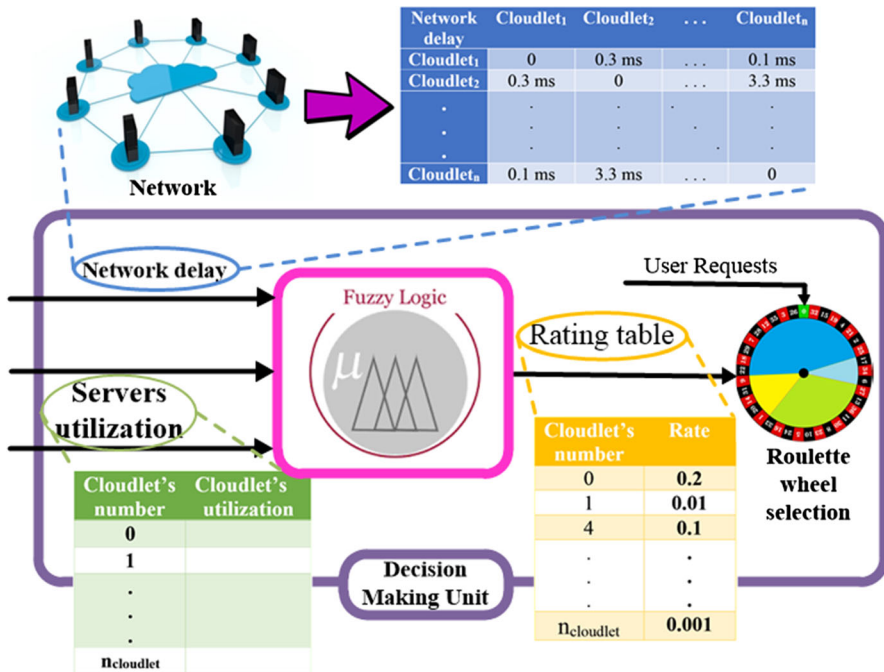 Network delay Cloudlet₁ Cloudlet₂ . . . Cloudletₙ
Cloudlet₁ 0 0.3 ms . . . 0.1 ms
Cloudlet₂ 0.3 ms 0 . . . 3.3 ms
. . . . .
. . . . .
. . . . .
Cloudletₙ 0.1 ms 3.3 ms . . . 0
Network
Network delay
Servers
utilization
Fuzzy Logic
μ
User Requests
Rating table
Roulette
wheel
selection
Cloudlet's number Cloudlet's utilization
0
1
.
.
.
n_cloudlet
Decision
Making Unit
Cloudlet's number Rate
0 0.2
1 0.01
4 0.1
. .
. .
. .
n_cloudlet 0.001